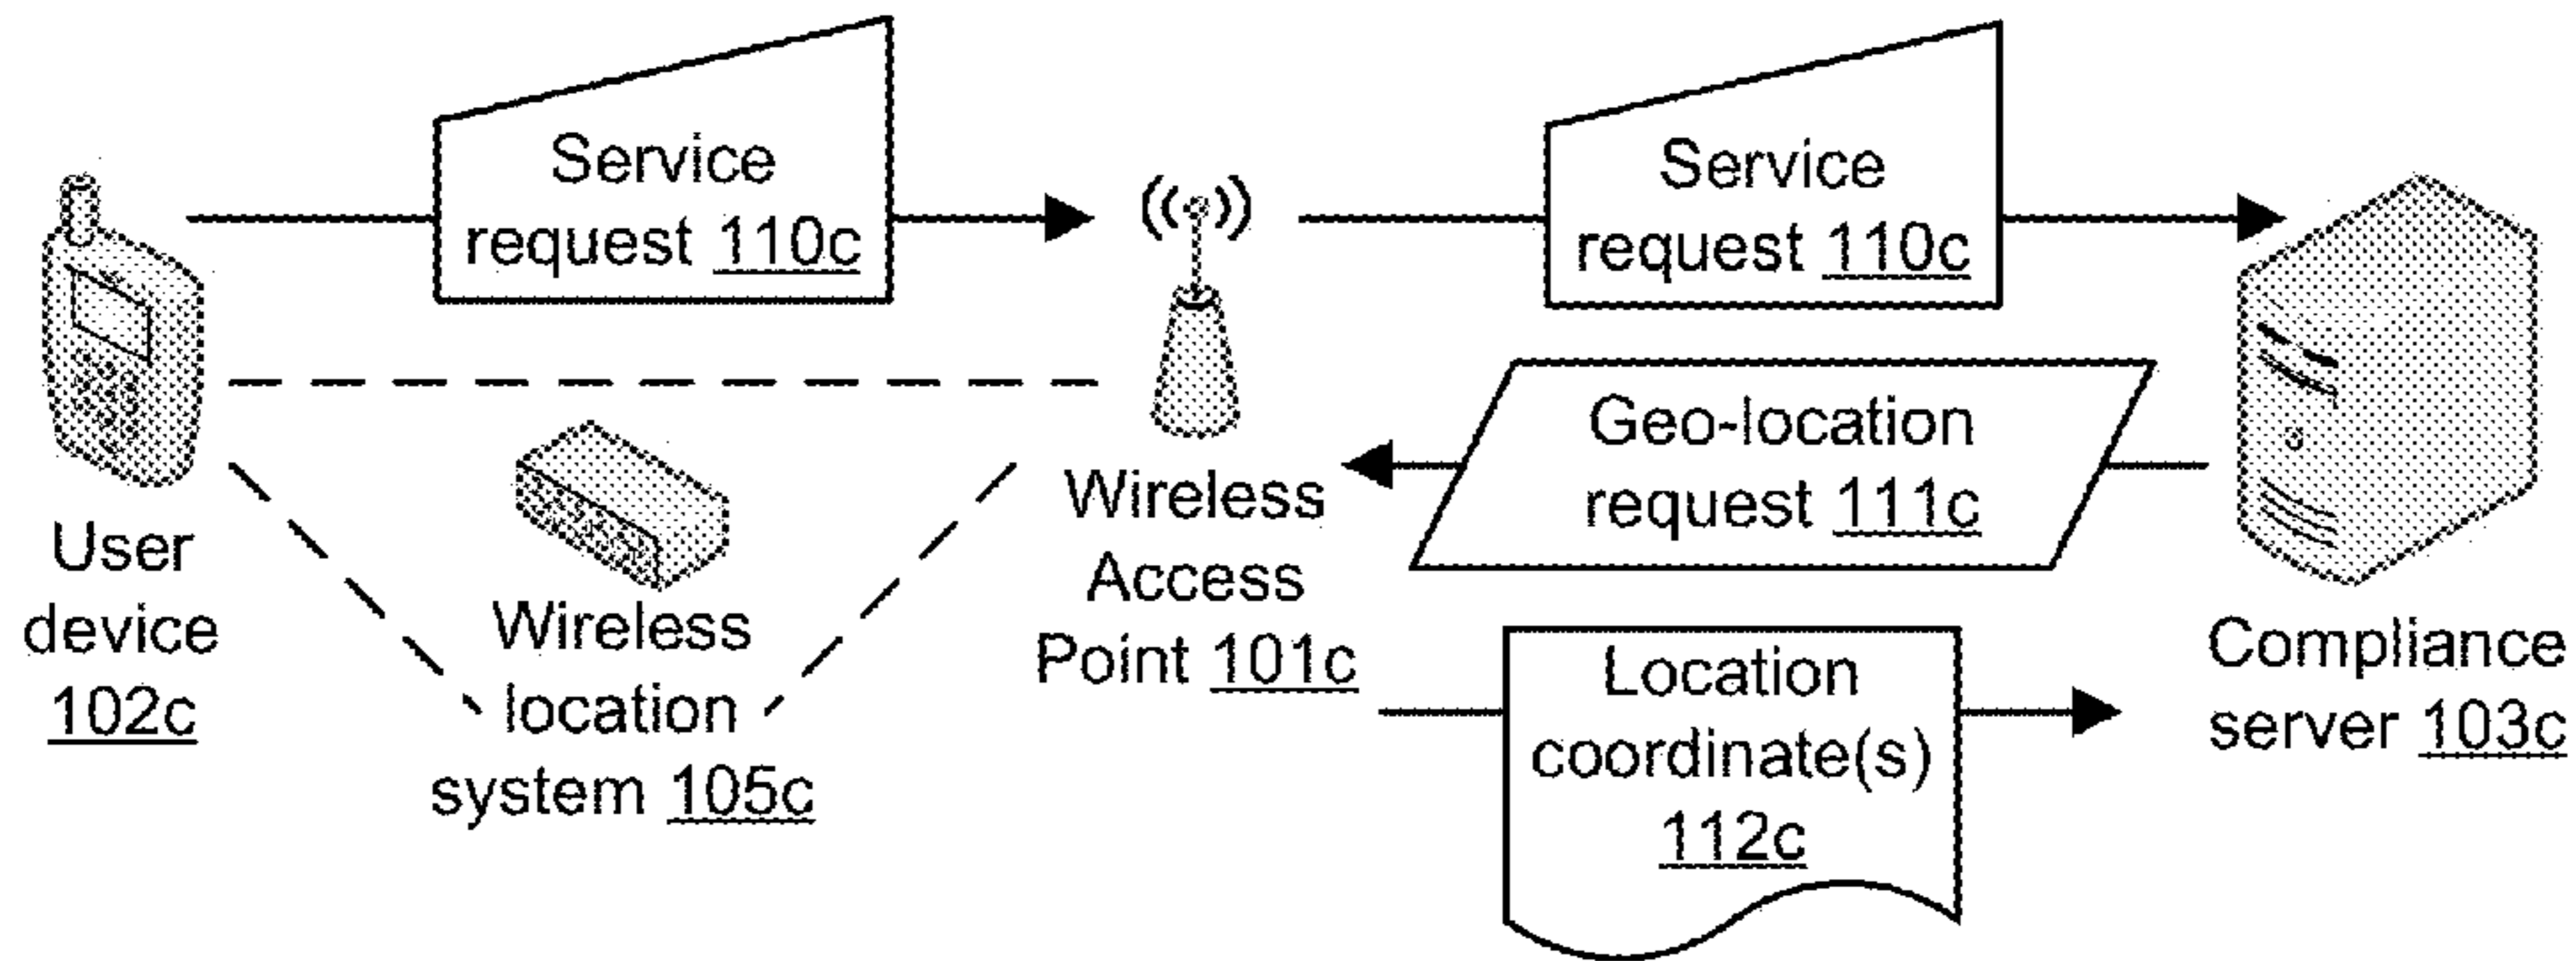 Service
request 110c
Service
request 110c
Geo-location
request 111c
User
device
102c
Wireless
location
system 105c
Wireless
Access
Point 101c
Location
coordinate(s)
112c
Compliance
server 103c